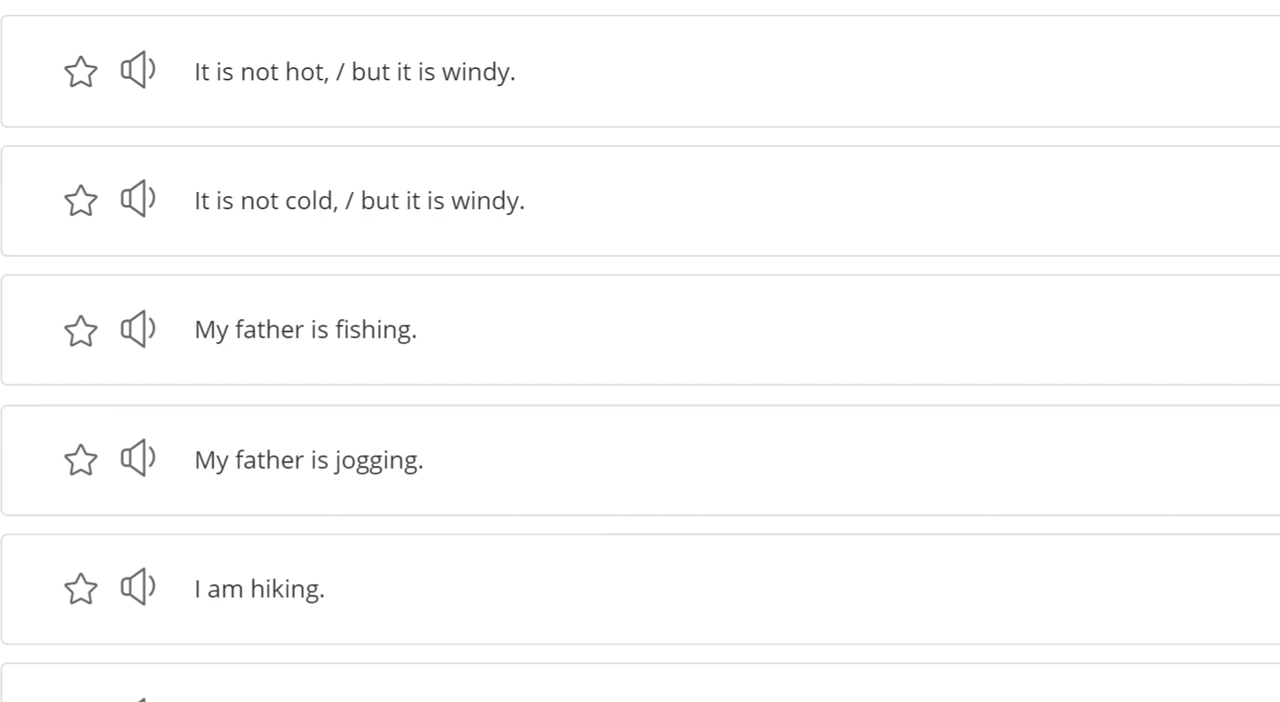 It is not hot, / but it is windy.
It is not cold, / but it is windy.
My father is fishing.
My father is jogging.
I am hiking.